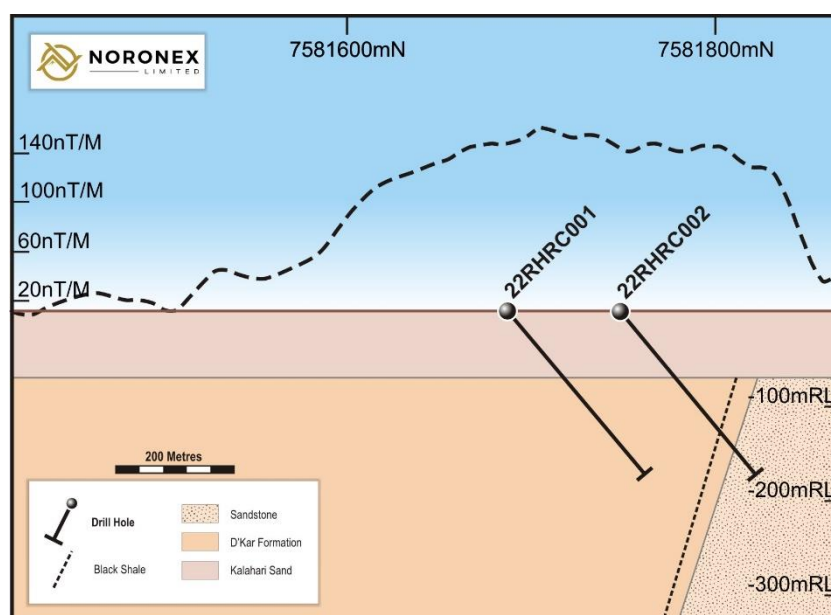 7581600mN
7581800mN
NORONEX
LIMITED
140nT/M
100nT/M
60nT/M
20nT/M
22RHRC001
22RHRC002
-100mRL
-200mRL
-300mRL
200 Metres
Drill Hole
Black Shale
Sandstone
D'Kar Formation
Kalahari Sand